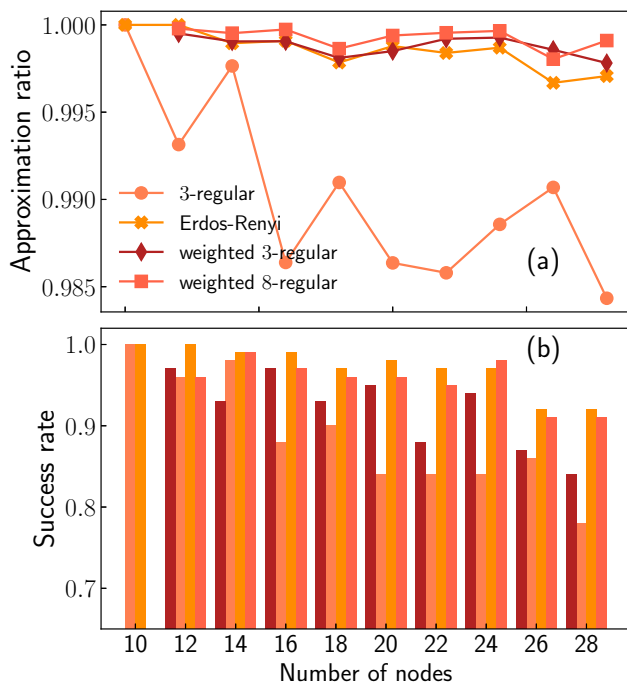 1.000
0.995
0.990
0.985
Approximation ratio
3-regular
Erdos-Renyi
weighted 3-regular
weighted 8-regular
(a)
(b)
1.0
0.9
0.8
0.7
Success rate
10 12 14 16 18 20 22 24 26 28
Number of nodes